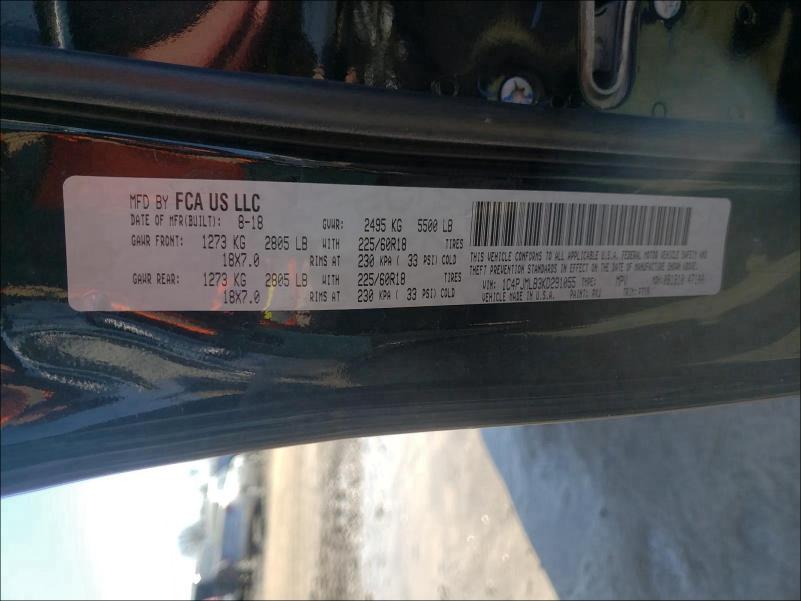 MFD BY FCA US LLC
DATE OF MFR(BUILT): 8-18 GVWR: 2495 KG 5500 LB
GAWR FRONT: 1273 KG 2805 LB WITH 225/60R18 TIRES
18X7.0 RIMS AT 230 KPA ( 33 PSI) COLD
GAWR REAR: 1273 KG 2805 LB WITH 225/60R18 TIRES
18X7.0 RIMS AT 230 KPA ( 33 PSI) COLD
THIS VEHICLE CONFORMS TO ALL APPLICABLE U.S.A. FEDERAL MOTOR VEHICLE SAFETY AND
THEFT PREVENTION STANDARDS IN EFFECT ON THE DATE OF MANUFACTURE SHOWN ABOVE.
VIN: 1C4PJMLB3KD291055 TYPE: MPV MDH:
VEHICLE MADE IN U.S.A. PAINT: PXJ TRIM: